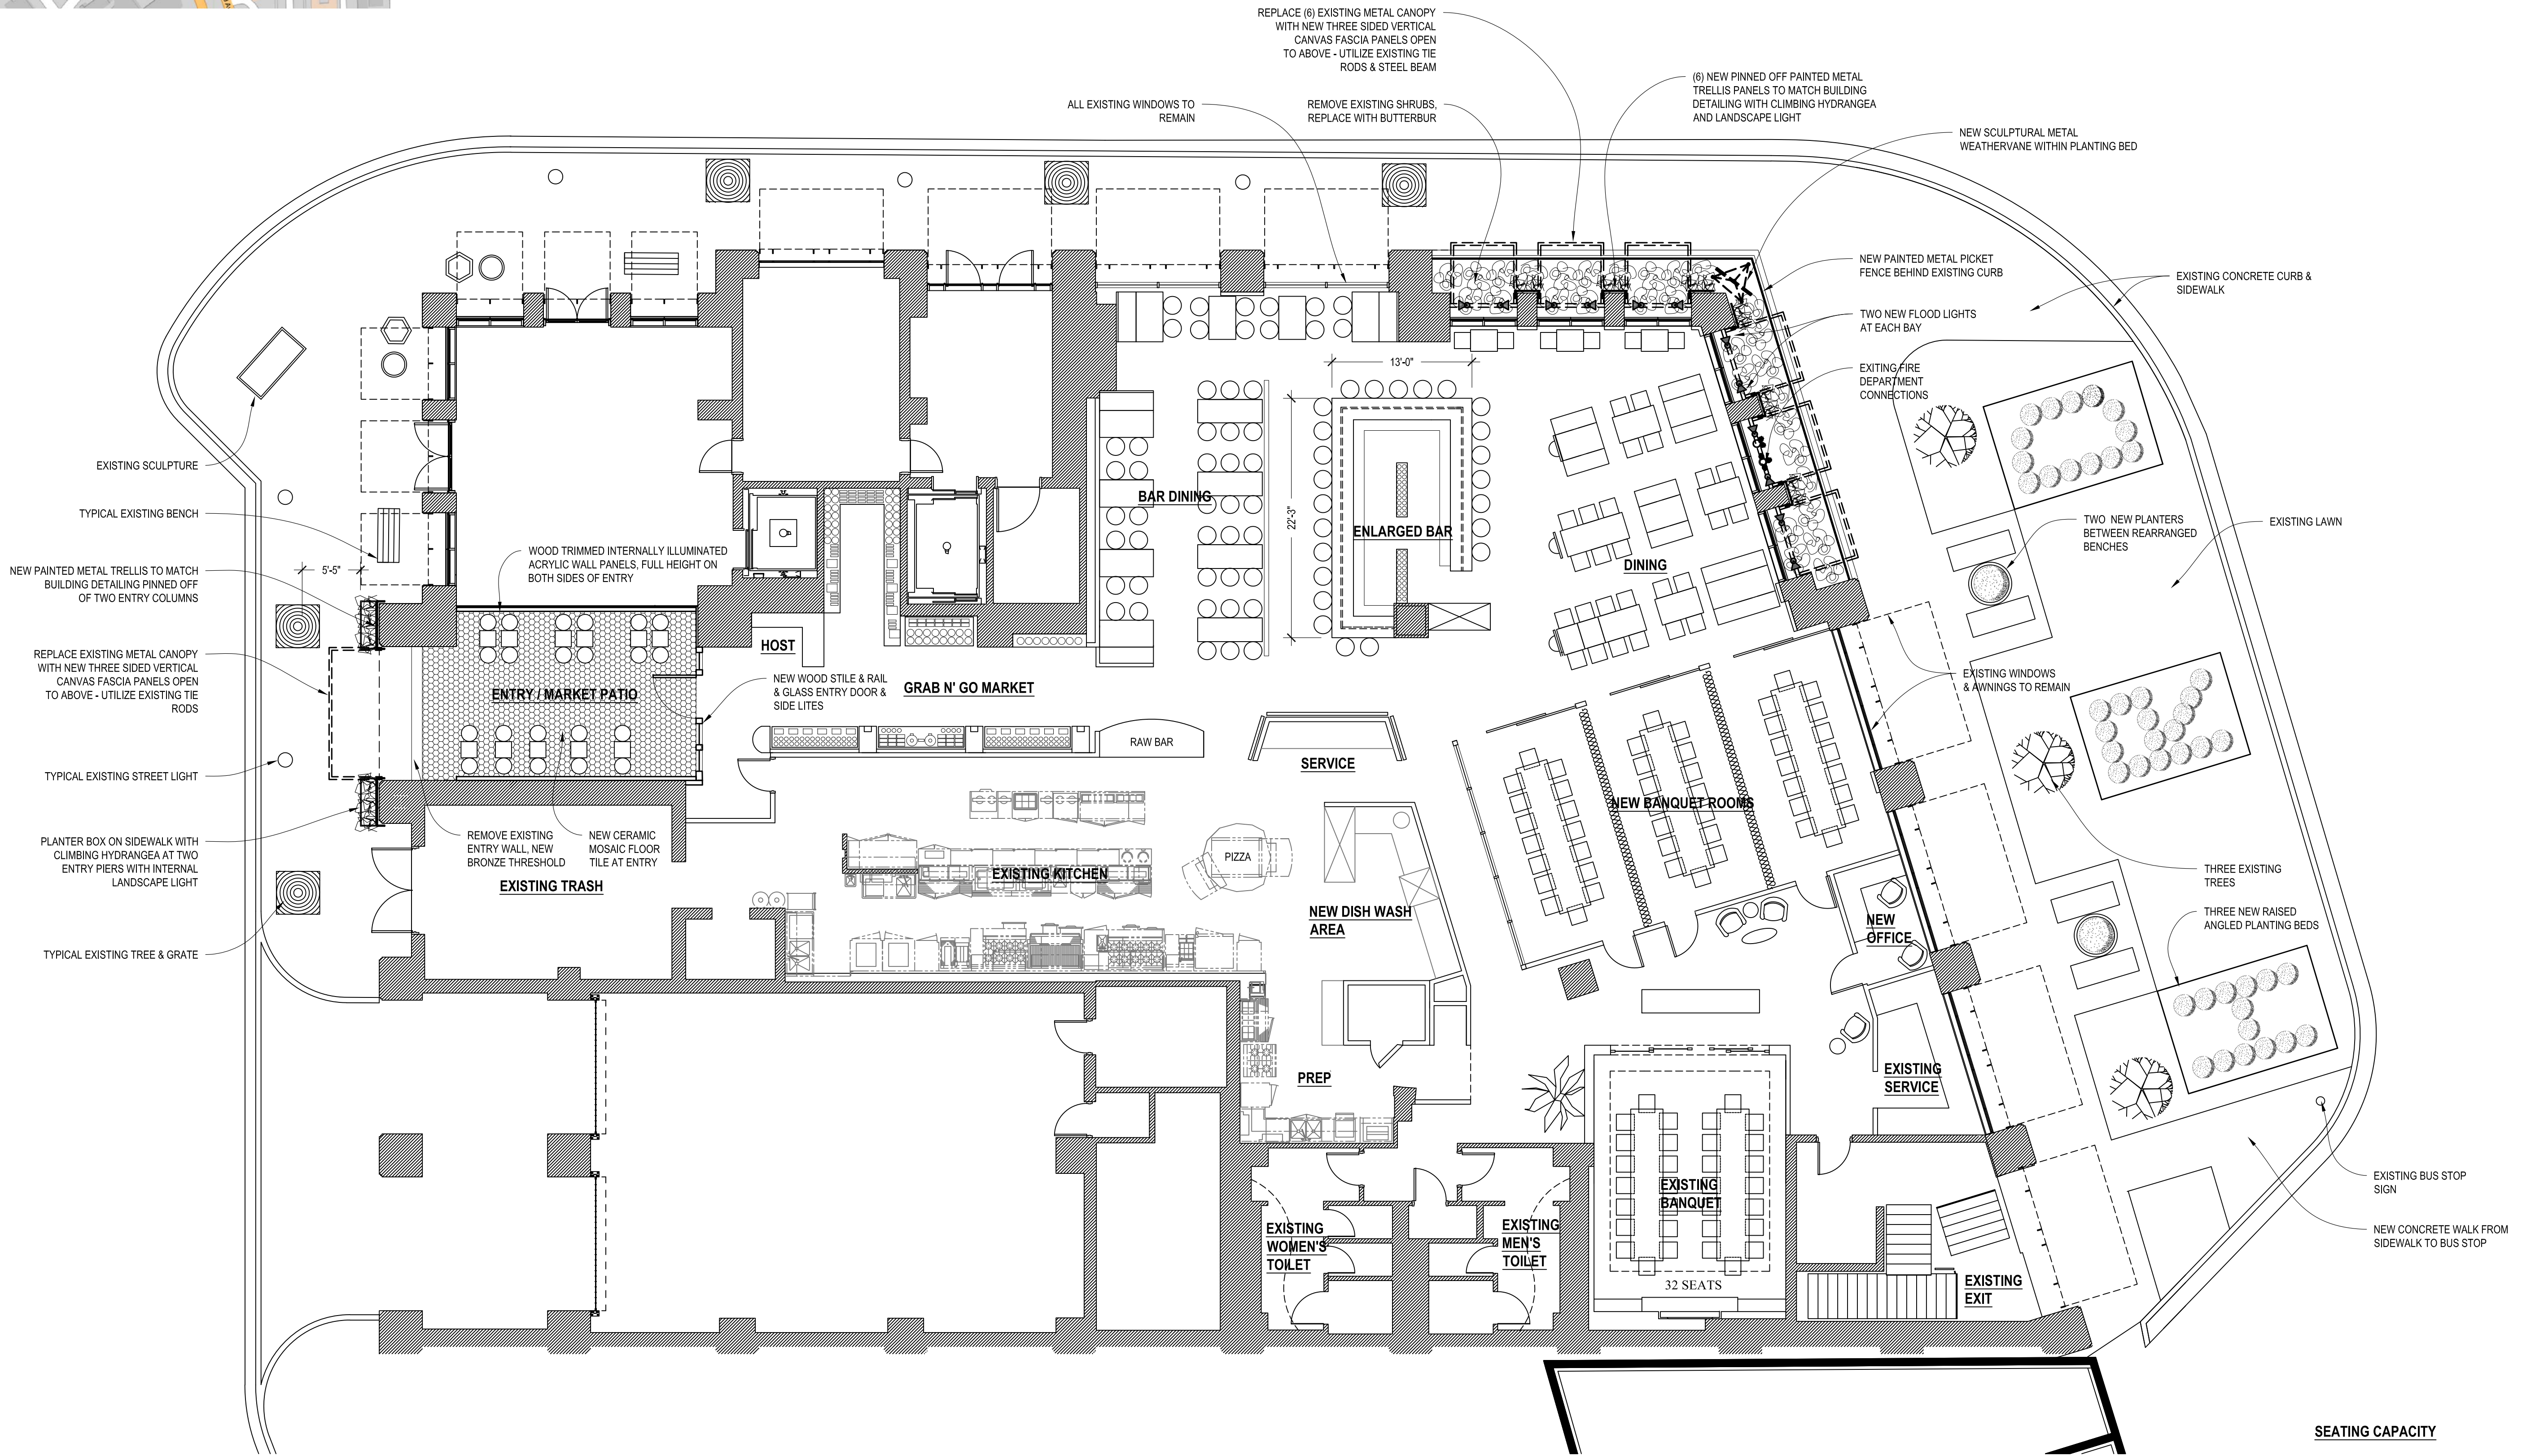 REPLACE (6) EXISTING METAL CANOPY
WITH NEW THREE SIDED VERTICAL
CANVAS FASCIA PANELS OPEN
TO ABOVE - UTILIZE EXISTING TIE
RODS & STEEL BEAM
(6) NEW PINNED OFF PAINTED METAL
TRELLIS PANELS TO MATCH BUILDING
DETAILING WITH CLIMBING HYDRANGEA
AND LANDSCAPE LIGHT
ALL EXISTING WINDOWS TO
REMAIN
REMOVE EXISTING SHRUBS,
REPLACE WITH BUTTERBUR
NEW SCULPTURAL METAL
WEATHERVANE WITHIN PLANTING BED
NEW PAINTED METAL PICKET
FENCE BEHIND EXISTING CURB
EXISTING CONCRETE CURB &
SIDEWALK
TWO NEW FLOOD LIGHTS
AT EACH BAY
EXITING FIRE
DEPARTMENT
CONNECTIONS
13'-0"
22'-3"
EXISTING SCULPTURE
TYPICAL EXISTING BENCH
BAR DINING
ENLARGED BAR
DINING
TWO NEW PLANTERS
BETWEEN REARRANGED
BENCHES
EXISTING LAWN
WOOD TRIMMED INTERNALLY ILLUMINATED
ACRYLIC WALL PANELS, FULL HEIGHT ON
BOTH SIDES OF ENTRY
5'-5"
NEW PAINTED METAL TRELLIS TO MATCH
BUILDING DETAILING PINNED OFF
OF TWO ENTRY COLUMNS
REPLACE EXISTING METAL CANOPY
WITH NEW THREE SIDED VERTICAL
CANVAS FASCIA PANELS OPEN
TO ABOVE - UTILIZE EXISTING TIE
RODS
HOST
ENTRY / MARKET PATIO
NEW WOOD STILE & RAIL
& GLASS ENTRY DOOR &
SIDE LITES
GRAB N' GO MARKET
EXISTING WINDOWS
& AWNINGS TO REMAIN
RAW BAR
SERVICE
TYPICAL EXISTING STREET LIGHT
NEW BANQUET ROOMS
PLANTER BOX ON SIDEWALK WITH
CLIMBING HYDRANGEA AT TWO
ENTRY PIERS WITH INTERNAL
LANDSCAPE LIGHT
REMOVE EXISTING
ENTRY WALL, NEW
BRONZE THRESHOLD
NEW CERAMIC
MOSAIC FLOOR
TILE AT ENTRY
EXISTING TRASH
PIZZA
EXISTING KITCHEN
THREE EXISTING
TREES
NEW DISH WASH
AREA
NEW
OFFICE
THREE NEW RAISED
ANGLED PLANTING BEDS
TYPICAL EXISTING TREE & GRATE
PREP
EXISTING
SERVICE
EXISTING
BANQUET
EXISTING BUS STOP
SIGN
EXISTING
WOMEN'S
TOILET
EXISTING
MEN'S
TOILET
NEW CONCRETE WALK FROM
SIDEWALK TO BUS STOP
32 SEATS
EXISTING
EXIT
SEATING CAPACITY